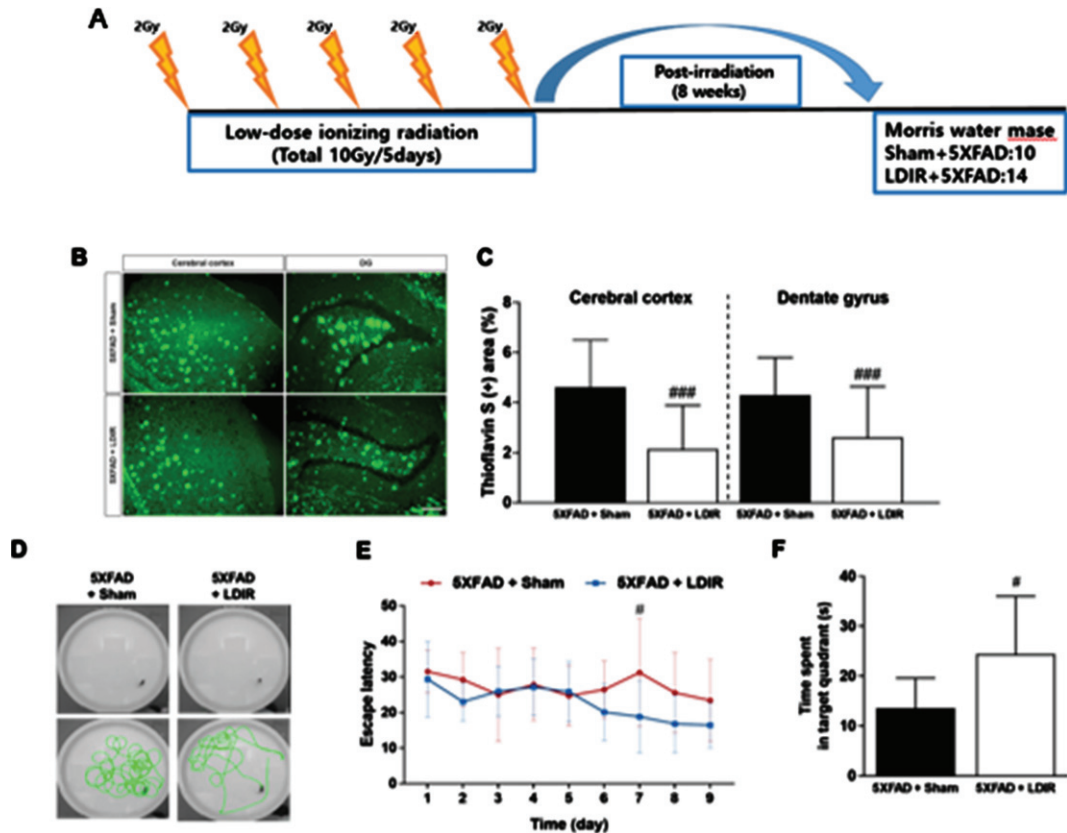 A
2Gy 2Gy 2Gy 2Gy 2Gy
Post-irradiation
(8 weeks)
Low-dose ionizing radiation
(Total 10Gy/5days)
Morris water mase
Sham+5XFAD:10
LDIR+5XFAD:14
B
Cerebral cortex DG
5XFAD + Sham
5XFAD + LDIR
C
Cerebral cortex Dentate gyrus
Thioflavin S (+) area (%)
8
6
4
2
0
### ###
5XFAD + Sham 5XFAD + LDIR 5XFAD + Sham 5XFAD + LDIR
D
5XFAD
+ Sham
5XFAD
+ LDIR
E
5XFAD + Sham 5XFAD + LDIR
#
Escape latency
50
40
30
20
10
0
1 2 3 4 5 6 7 8 9
Time (day)
F
#
Time spent
in target quadrant (s)
40
30
20
10
0
5XFAD + Sham 5XFAD + LDIR